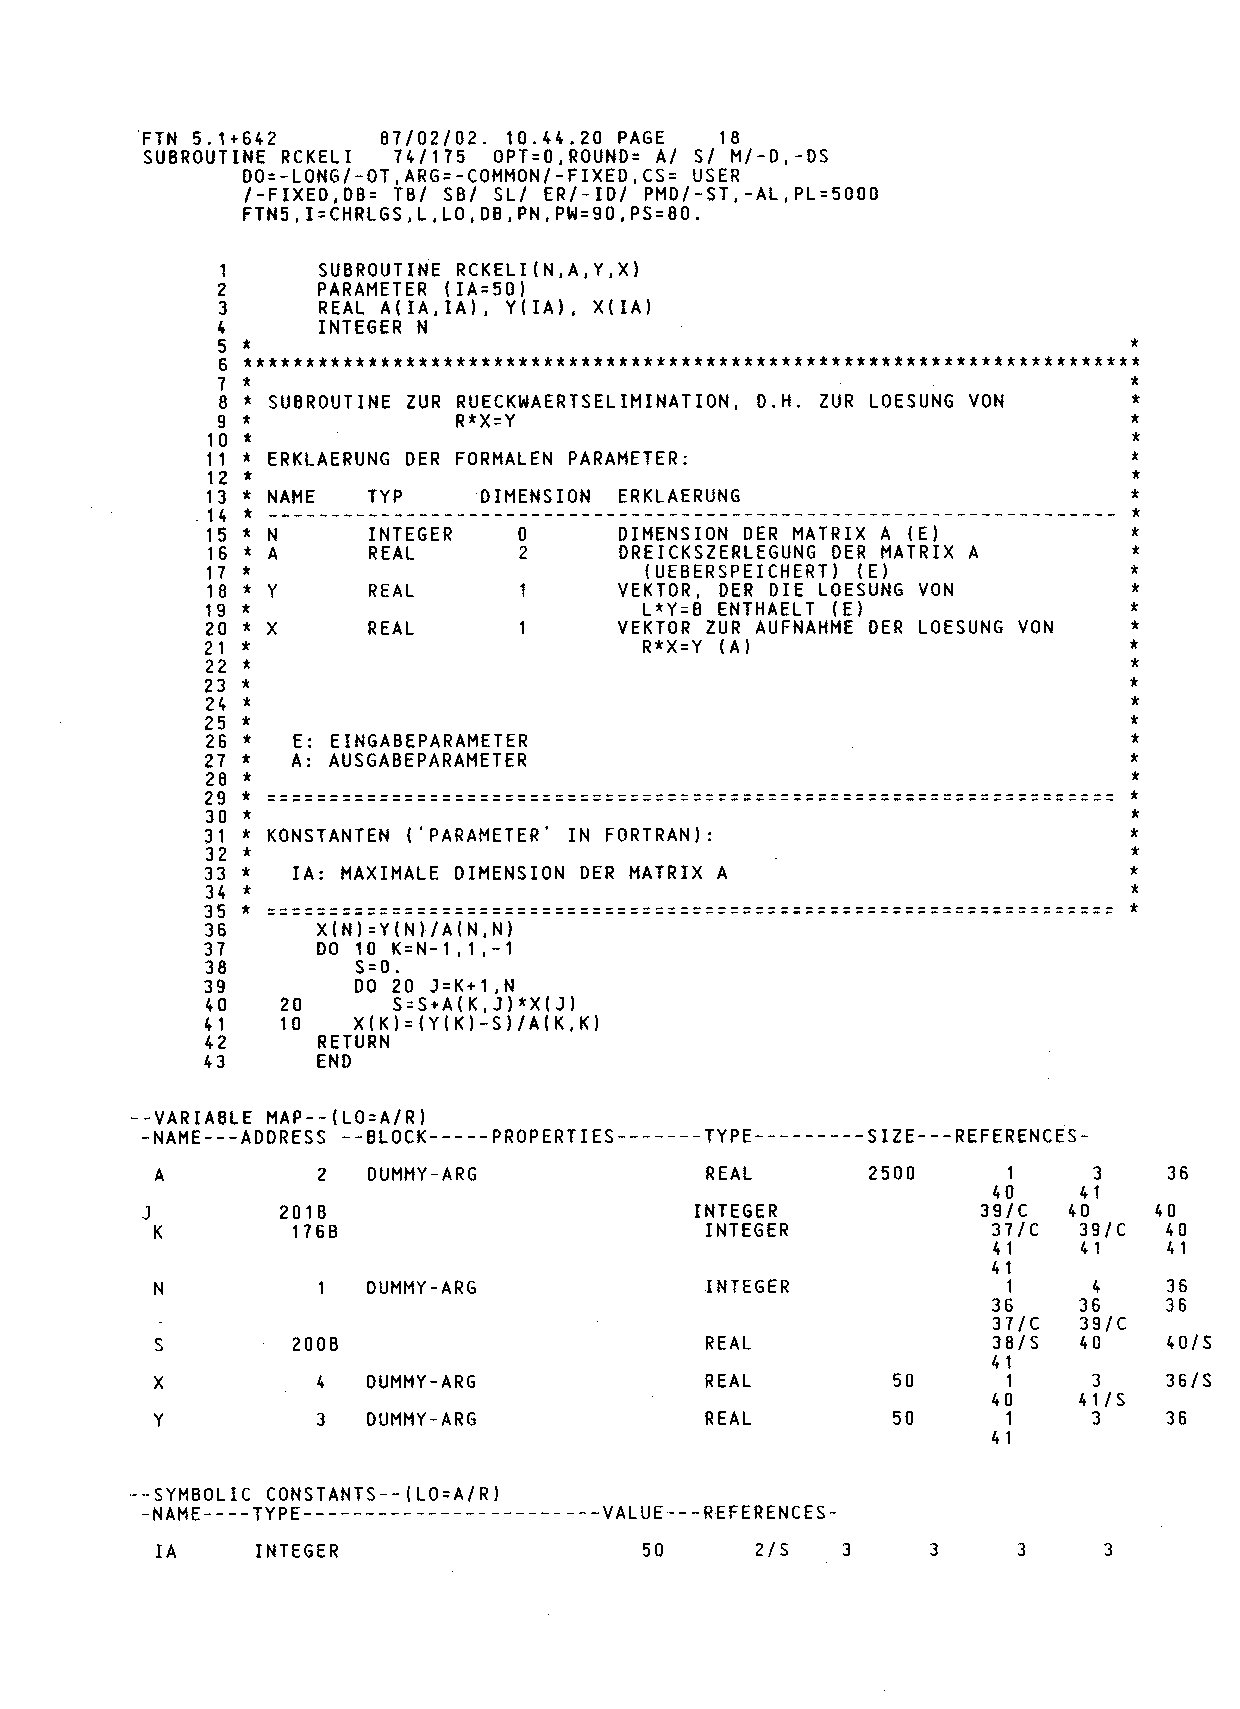 FTN 5.1+642        87/02/02. 10.44.20 PAGE    18
SUBROUTINE RCKELI   74/175  OPT=0,ROUND= A/ S/ M/-D,-DS
        DO=-LONG/-OT,ARG=-COMMON/-FIXED,CS= USER
        /-FIXED,DB= TB/ SB/ SL/ ER/-ID/ PMD/-ST,-AL,PL=5000
        FTN5,I=CHRLGS,L,LO,DB,PN,PW=90,PS=80.
1       SUBROUTINE RCKELI(N,A,Y,X)
2       PARAMETER (IA=50)
3       REAL A(IA,IA), Y(IA), X(IA)
4       INTEGER N
5 *                                                                       *
6 ************************************************************************
7 *                                                                       *
8 * SUBROUTINE ZUR RUECKWAERTSELIMINATION, D.H. ZUR LOESUNG VON          *
9 *                R*X=Y                                                  *
10 *                                                                      *
11 * ERKLAERUNG DER FORMALEN PARAMETER:                                   *
12 *                                                                      *
13 * NAME    TYP      DIMENSION  ERKLAERUNG                               *
14 * -------------------------------------------------------------------- *
15 * N       INTEGER     0       DIMENSION DER MATRIX A (E)               *
16 * A       REAL        2       DREICKSZERLEGUNG DER MATRIX A            *
17 *                               (UEBERSPEICHERT) (E)                   *
18 * Y       REAL        1       VEKTOR, DER DIE LOESUNG VON              *
19 *                               L*Y=B ENTHAELT (E)                     *
20 * X       REAL        1       VEKTOR ZUR AUFNAHME DER LOESUNG VON      *
21 *                               R*X=Y (A)                              *
22 *                                                                      *
23 *                                                                      *
24 *                                                                      *
25 *                                                                      *
26 *   E: EINGABEPARAMETER                                                *
27 *   A: AUSGABEPARAMETER                                                *
28 *                                                                      *
29 * ==================================================================== *
30 *                                                                      *
31 * KONSTANTEN ('PARAMETER' IN FORTRAN):                                 *
32 *                                                                      *
33 *   IA: MAXIMALE DIMENSION DER MATRIX A                                *
34 *                                                                      *
35 * ==================================================================== *
36       X(N)=Y(N)/A(N,N)
37       DO 10 K=N-1,1,-1
38          S=0.
39          DO 20 J=K+1,N
40    20       S=S+A(K,J)*X(J)
41    10    X(K)=(Y(K)-S)/A(K,K)
42       RETURN
43       END
--VARIABLE MAP--(LO=A/R)
-NAME---ADDRESS --BLOCK-----PROPERTIES-------TYPE---------SIZE---REFERENCES-
A            2   DUMMY-ARG                  REAL         2500       1      3     36
40     41
J          201B                            INTEGER                39/C   40     40
K          176B                             INTEGER                37/C   39/C   40
41     41     41
41
N            1   DUMMY-ARG                  INTEGER                 1      4     36
36     36     36
37/C   39/C
S          200B                             REAL                   38/S   40     40/S
41
X            4   DUMMY-ARG                  REAL           50       1      3     36/S
40     41/S
Y            3   DUMMY-ARG                  REAL           50       1      3     36
41
--SYMBOLIC CONSTANTS--(LO=A/R)
-NAME----TYPE------------------------VALUE---REFERENCES-
IA      INTEGER                        50       2/S    3      3      3      3